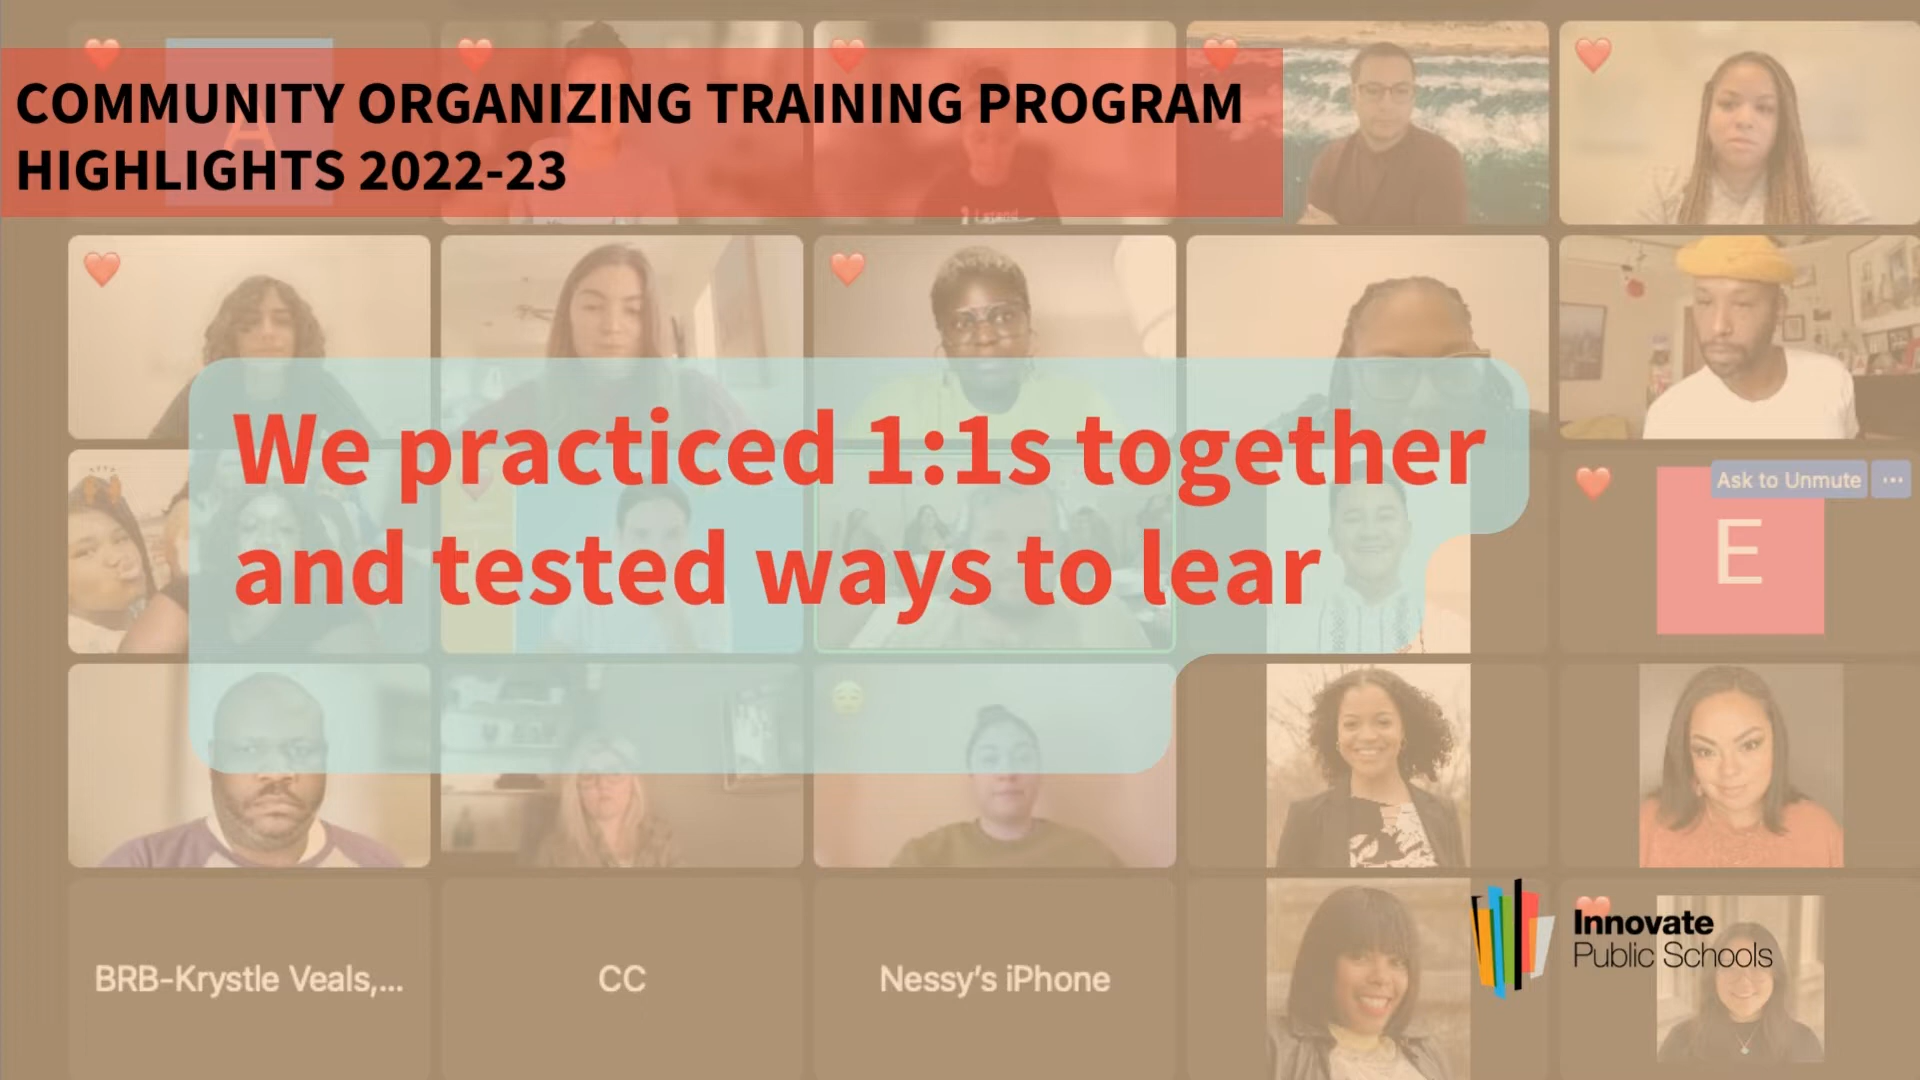 COMMUNITY ORGANIZING TRAINING PROGRAM
HIGHLIGHTS 2022-23
We practiced 1:1s together
and tested ways to lear
Ask to Unmute ...
A
E
BRB-Krystle Veals,...
CC
Nessy's iPhone
Innovate
Public Schools